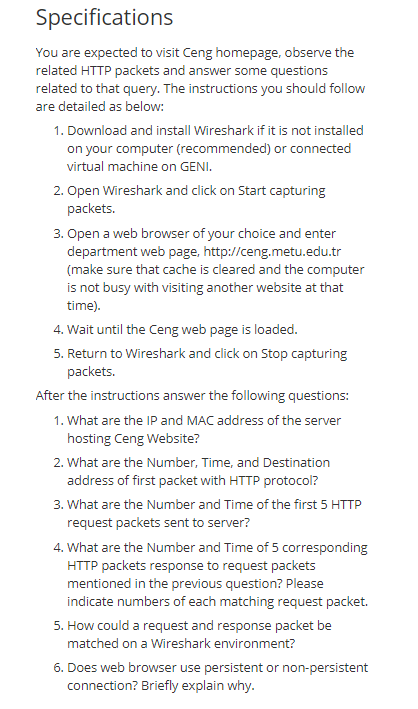 Specifications
You are expected to visit Ceng homepage, observe the
related HTTP packets and answer some questions
related to that query. The instructions you should follow
are detailed as below:
1. Download and install Wireshark if it is not installed
on your computer (recommended) or connected
virtual machine on GENI.
2. Open Wireshark and click on Start capturing
packets.
3. Open a web browser of your choice and enter
department web page, http://ceng.metu.edu.tr
(make sure that cache is cleared and the computer
is not busy with visiting another website at that
time).
4. Wait until the Ceng web page is loaded.
5. Return to Wireshark and click on Stop capturing
packets.
After the instructions answer the following questions:
1. What are the IP and MAC address of the server
hosting Ceng Website?
2. What are the Number, Time, and Destination
address of first packet with HTTP protocol?
3. What are the Number and Time of the first 5 HTTP
request packets sent to server?
4. What are the Number and Time of 5 corresponding
HTTP packets response to request packets
mentioned in the previous question? Please
indicate numbers of each matching request packet.
5. How could a request and response packet be
matched on a Wireshark environment?
6. Does web browser use persistent or non-persistent
connection? Briefly explain why.